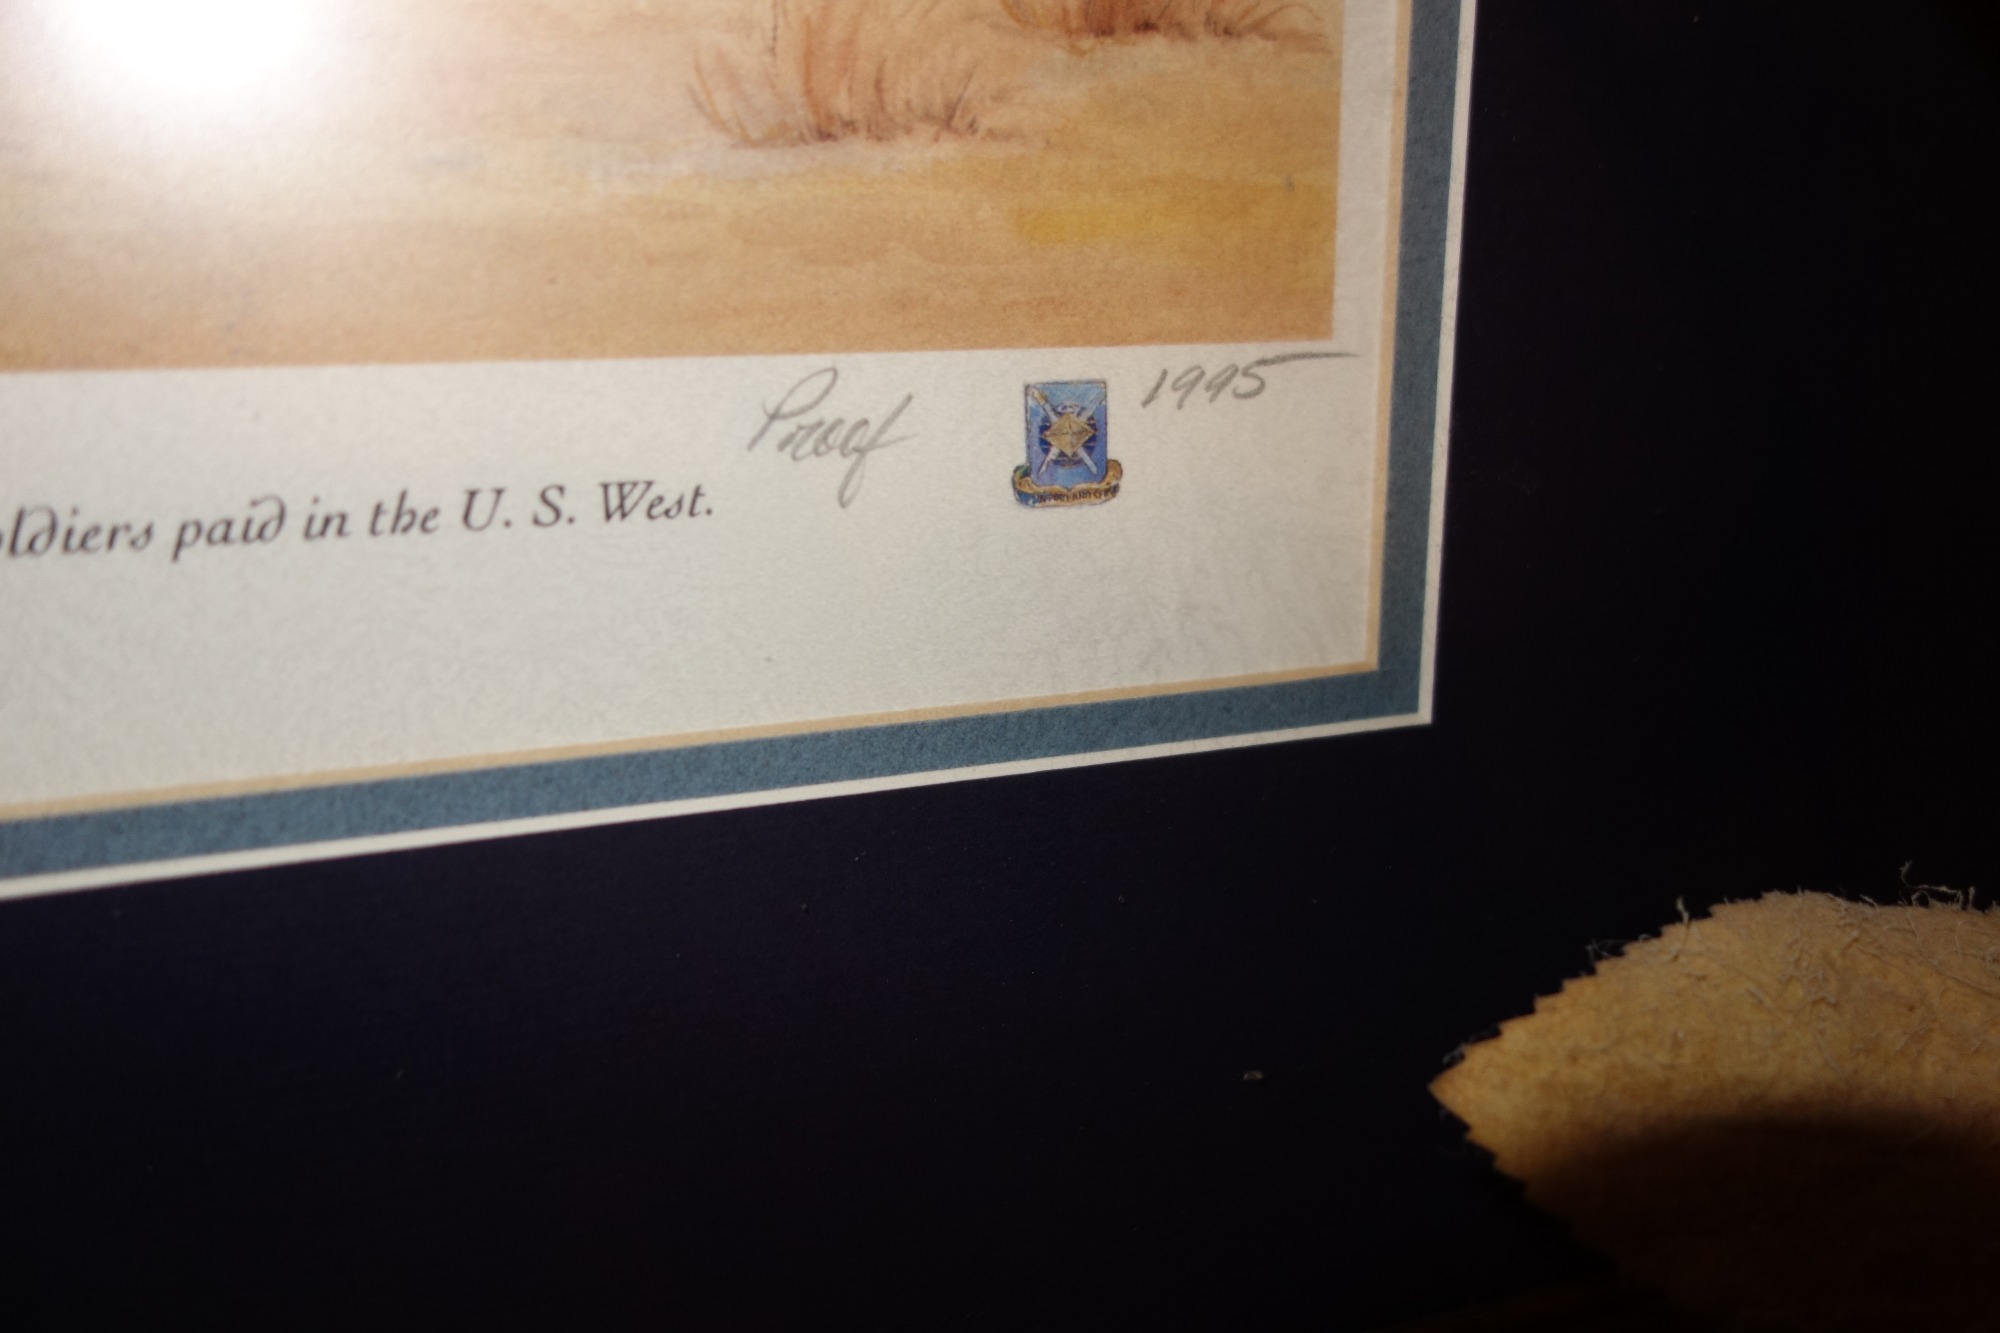 Proof 1995
oldiers paid in the U. S. West.